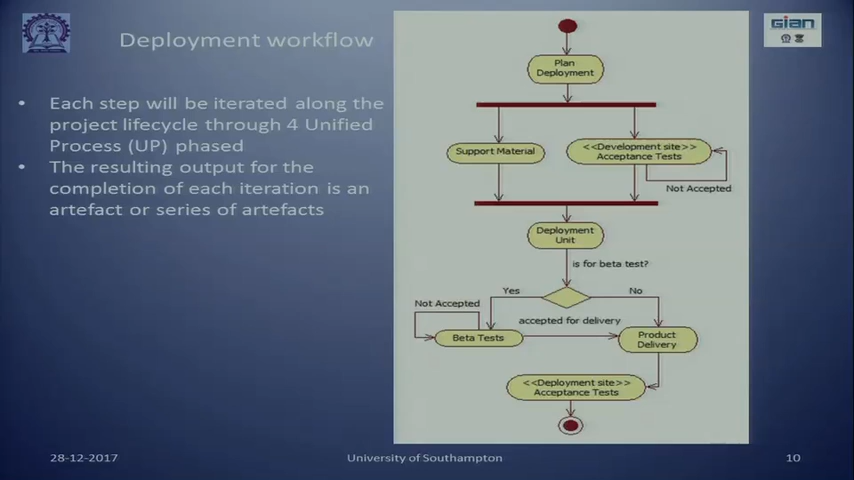 Deployment workflow
GIAN
• Each step will be iterated along the
project lifecycle through 4 Unified
Process (UP) phased
• The resulting output for the
completion of each iteration is an
artefact or series of artefacts
Plan
Deployment
Support Material
<<Development site>>
Acceptance Tests
Not Accepted
Deployment
Unit
is for beta test?
Yes
No
Not Accepted
accepted for delivery
Beta Tests
Product
Delivery
<<Deployment site>>
Acceptance Tests
28-12-2017
University of Southampton
10